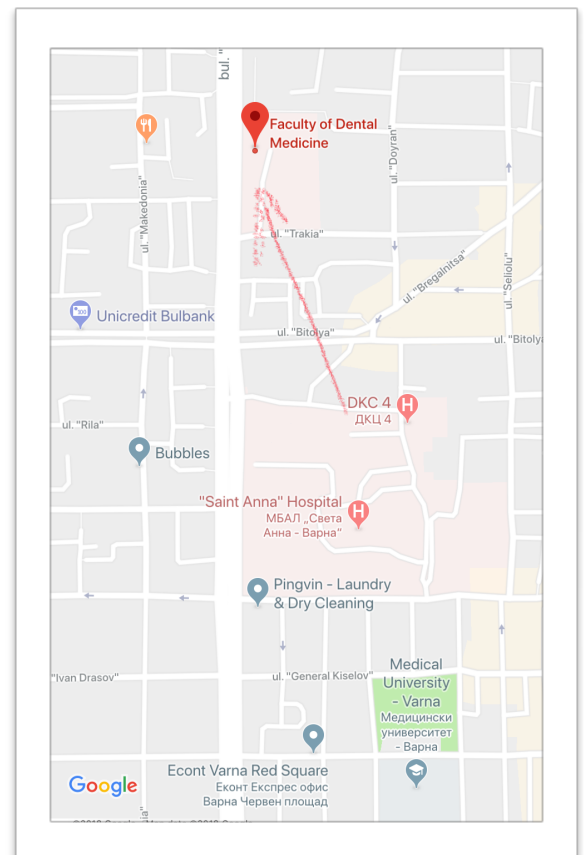 bul. "
Faculty of Dental
Medicine
ul. "Doyran"
ul. "Makedonia"
ul. "Trakia"
ul. "Bregalnitsa"
ul. "Seliolu"
Unicredit Bulbank
ul. "Bitolya"
ul. "Bitolya
DKC 4
ДКЦ 4
ul. "Rila"
Bubbles
"Saint Anna" Hospital
МБАЛ „Света
Анна - Варна"
Pingvin - Laundry
& Dry Cleaning
"Ivan Drasov"
ul. "General Kiselov"
Medical
University
- Varna
Медицински
университет
- Варна
Econt Varna Red Square
Еконт Експрес офис
Варна Червен площад
Google